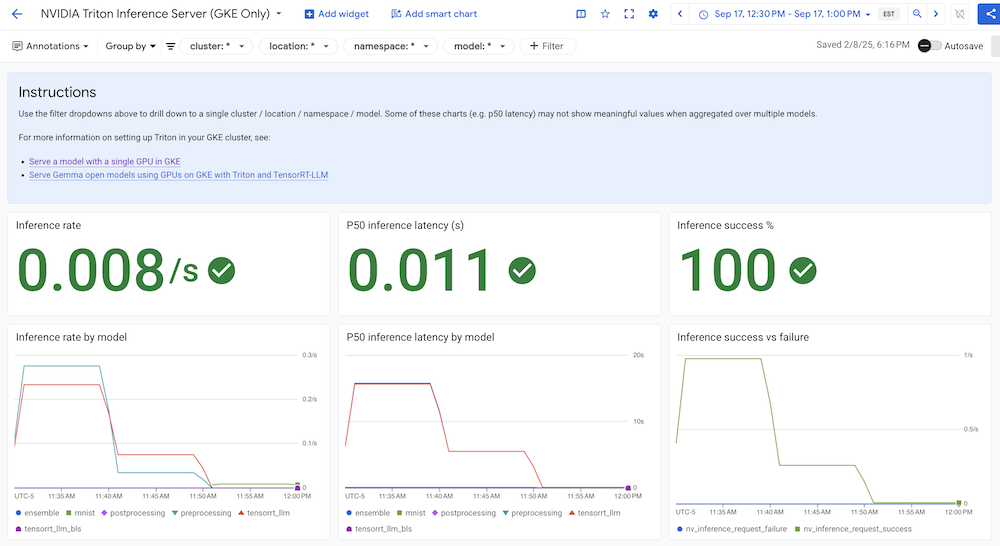 NVIDIA Triton Inference Server (GKE Only)
Add widget
Add smart chart
Sep 17, 12:30 PM - Sep 17, 1:00 PM
EST
Annotations
Group by
cluster: *
location: *
namespace: *
model: *
Filter
Saved 2/8/25, 6:16 PM
Autosave
Instructions
Use the filter dropdowns above to drill down to a single cluster / location / namespace / model. Some of these charts (e.g. p50 latency) may not show meaningful values when aggregated over multiple models.
For more information on setting up Triton in your GKE cluster, see:
• Serve a model with a single GPU in GKE
• Serve Gemma open models using GPUs on GKE with Triton and TensorRT-LLM
Inference rate
0.008/s
P50 inference latency (s)
0.011
Inference success %
100
Inference rate by model
0.3/s
0.2/s
0.1/s
0
UTC-5 11:35 AM 11:40 AM 11:45 AM 11:50 AM 11:55 AM 12:00 PM
ensemble mnist postprocessing preprocessing tensorrt_llm
tensorrt_llm_bls
P50 inference latency by model
20s
10s
0
UTC-5 11:35 AM 11:40 AM 11:45 AM 11:50 AM 11:55 AM 12:00 PM
ensemble mnist postprocessing preprocessing tensorrt_llm
tensorrt_llm_bls
Inference success vs failure
1/s
0.5/s
0
UTC-5 11:35 AM 11:40 AM 11:45 AM 11:50 AM 11:55 AM 12:00 PM
nv_inference_request_failure nv_inference_request_success